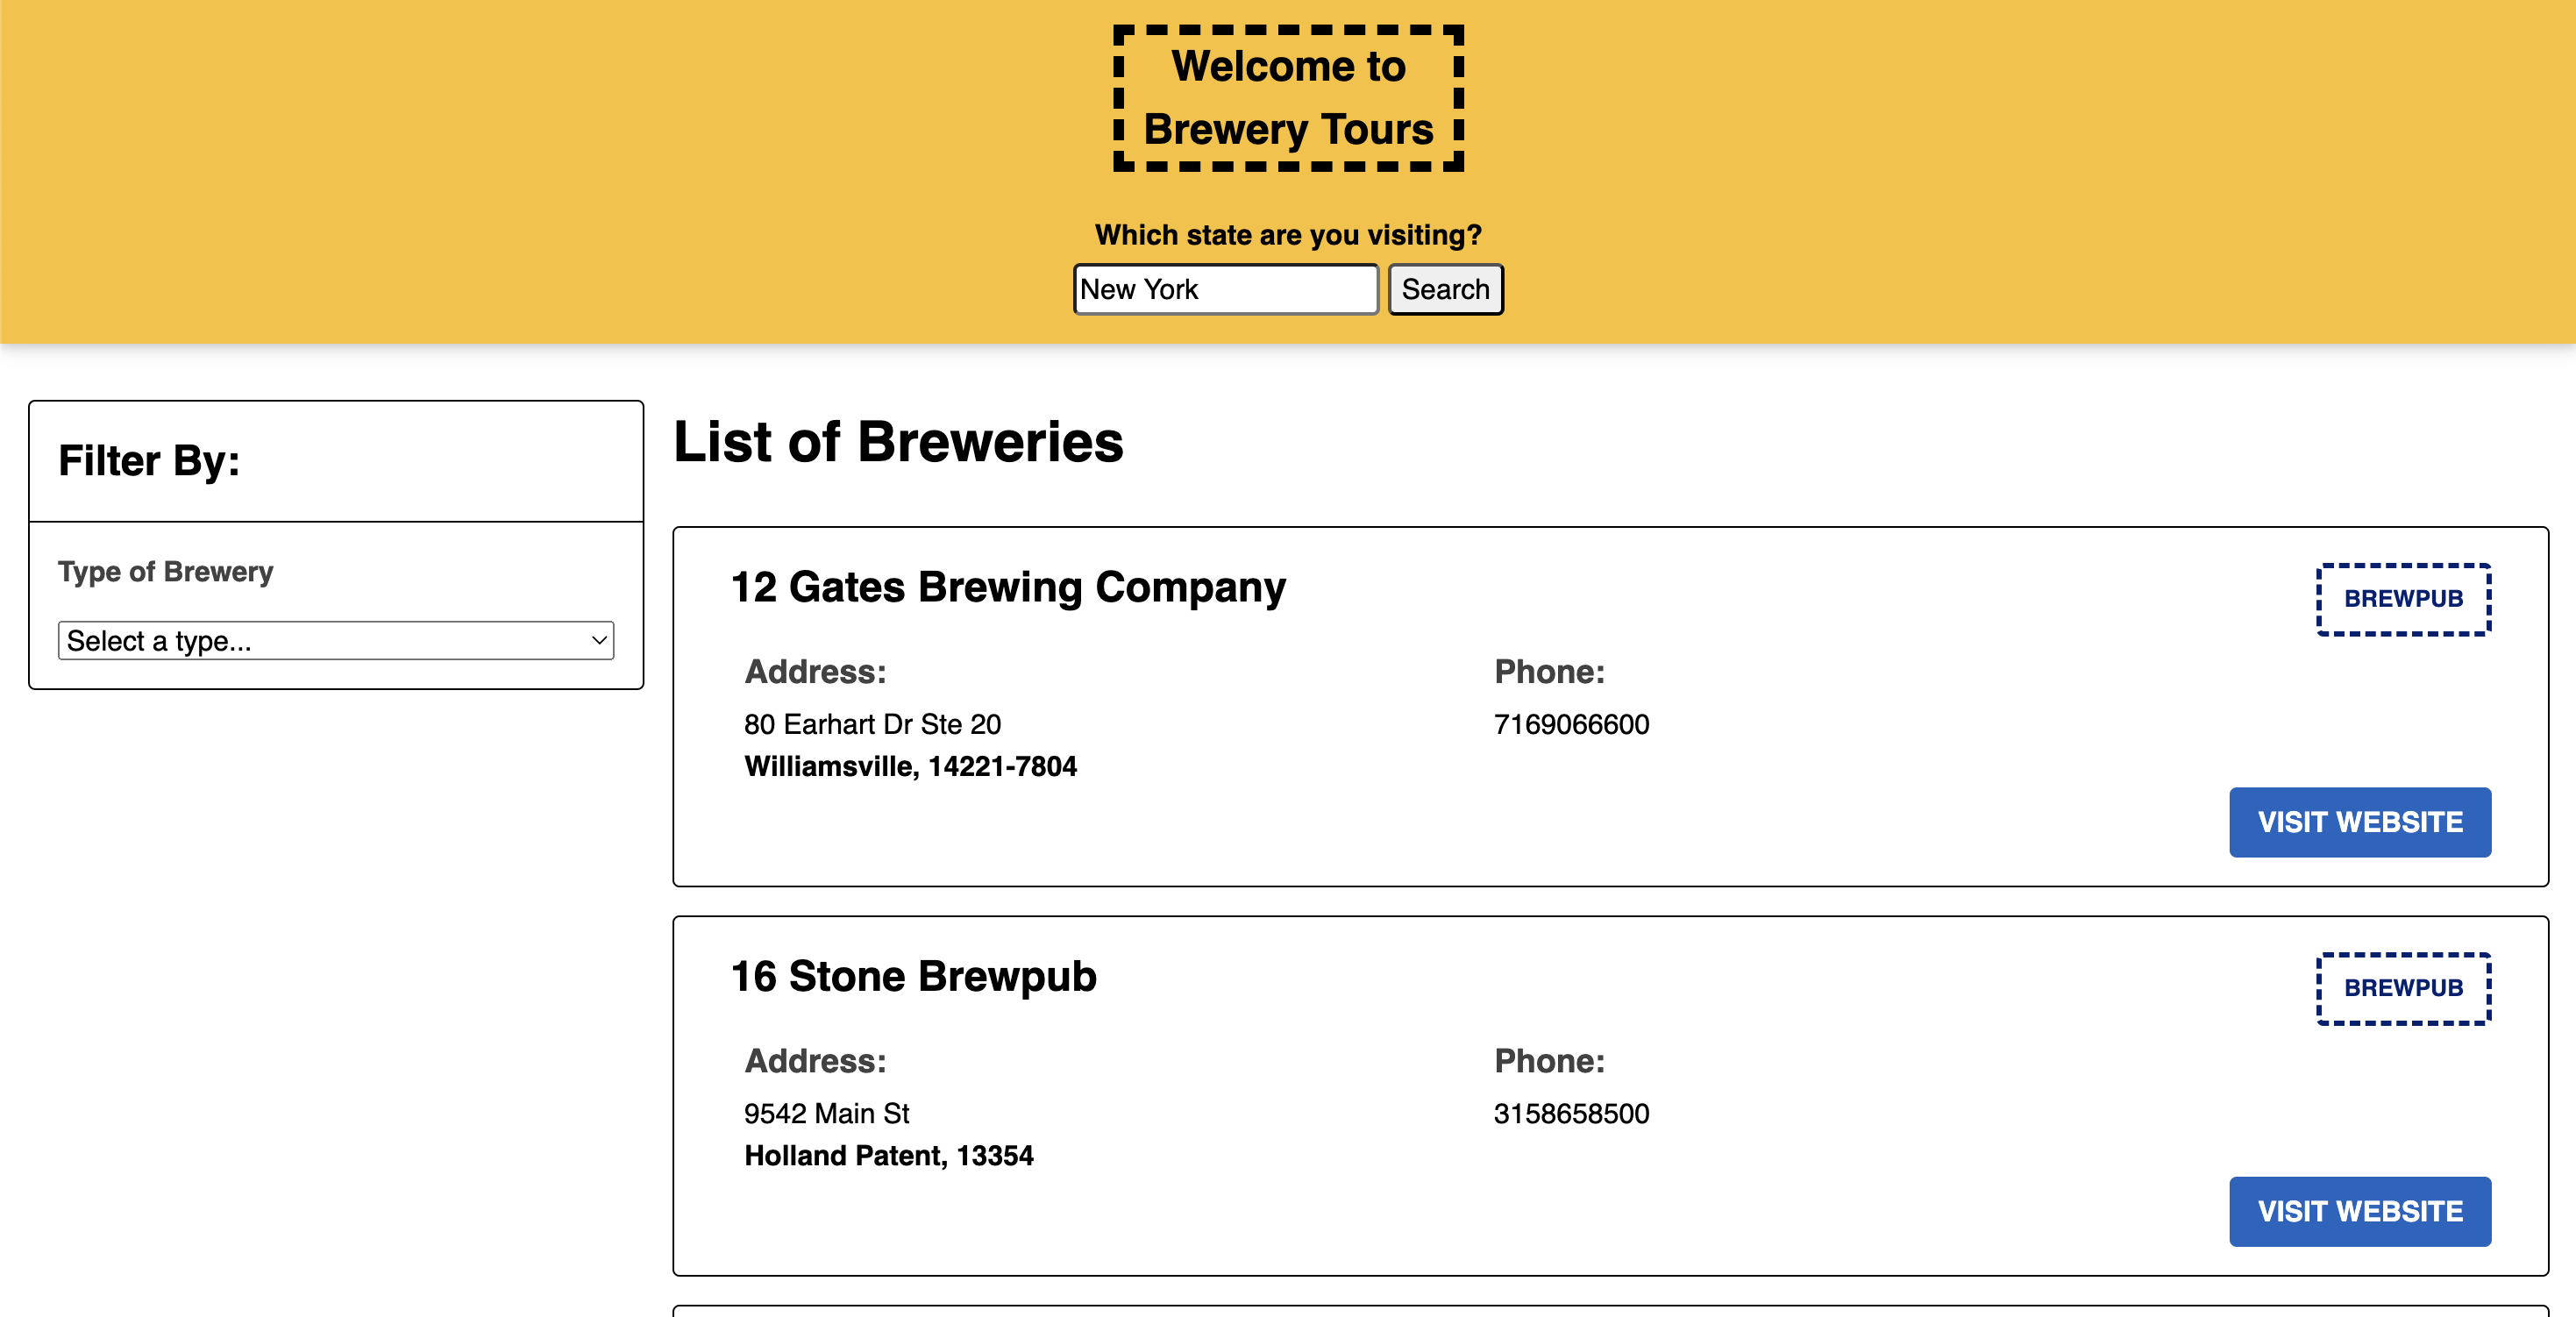 Welcome to
Brewery Tours
Which state are you visiting?
New York
Search
Filter By:
Type of Brewery
Select a type...
List of Breweries
12 Gates Brewing Company
BREWPUB
Address:
80 Earhart Dr Ste 20
Williamsville, 14221-7804
Phone:
7169066600
VISIT WEBSITE
16 Stone Brewpub
BREWPUB
Address:
9542 Main St
Holland Patent, 13354
Phone:
3158658500
VISIT WEBSITE